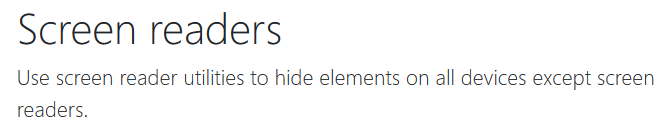 Screen readers
Use screen reader utilities to hide elements on all devices except screen
readers.